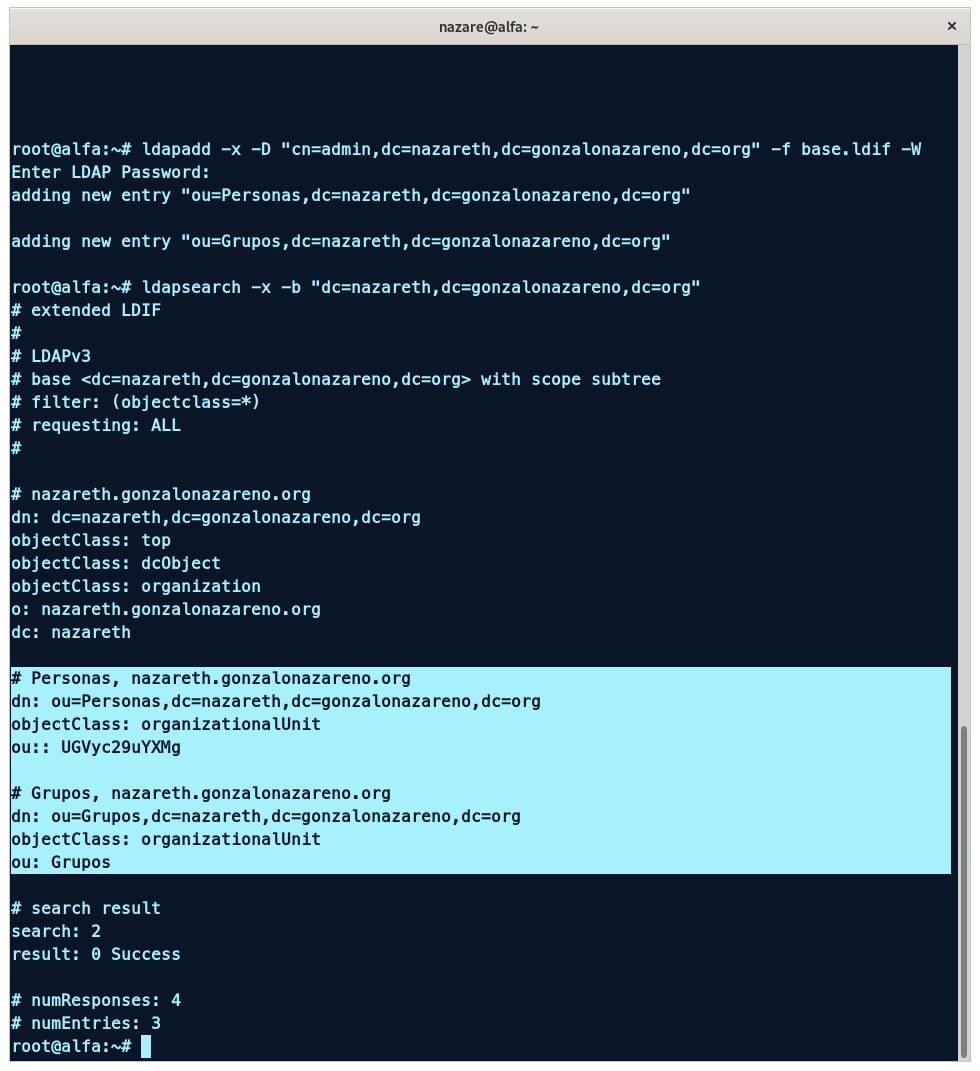 nazare@alfa: ~
×
root@alfa:~# ldapadd -x -D "cn=admin,dc=nazareth,dc=gonzalonazareno,dc=org" -f base.ldif -W
Enter LDAP Password:
adding new entry "ou=Personas,dc=nazareth,dc=gonzalonazareno,dc=org"
adding new entry "ou=Grupos,dc=nazareth,dc=gonzalonazareno,dc=org"
root@alfa:~# ldapsearch -x -b "dc=nazareth,dc=gonzalonazareno,dc=org"
# extended LDIF
#
# LDAPv3
# base <dc=nazareth,dc=gonzalonazareno,dc=org> with scope subtree
# filter: (objectclass=*)
# requesting: ALL
#
# nazareth.gonzalonazareno.org
dn: dc=nazareth,dc=gonzalonazareno,dc=org
objectClass: top
objectClass: dcObject
objectClass: organization
o: nazareth.gonzalonazareno.org
dc: nazareth
# Personas, nazareth.gonzalonazareno.org
dn: ou=Personas,dc=nazareth,dc=gonzalonazareno,dc=org
objectClass: organizationalUnit
ou:: UGVyc29uYXMg
# Grupos, nazareth.gonzalonazareno.org
dn: ou=Grupos,dc=nazareth,dc=gonzalonazareno,dc=org
objectClass: organizationalUnit
ou: Grupos
# search result
search: 2
result: 0 Success
# numResponses: 4
# numEntries: 3
root@alfa:~#